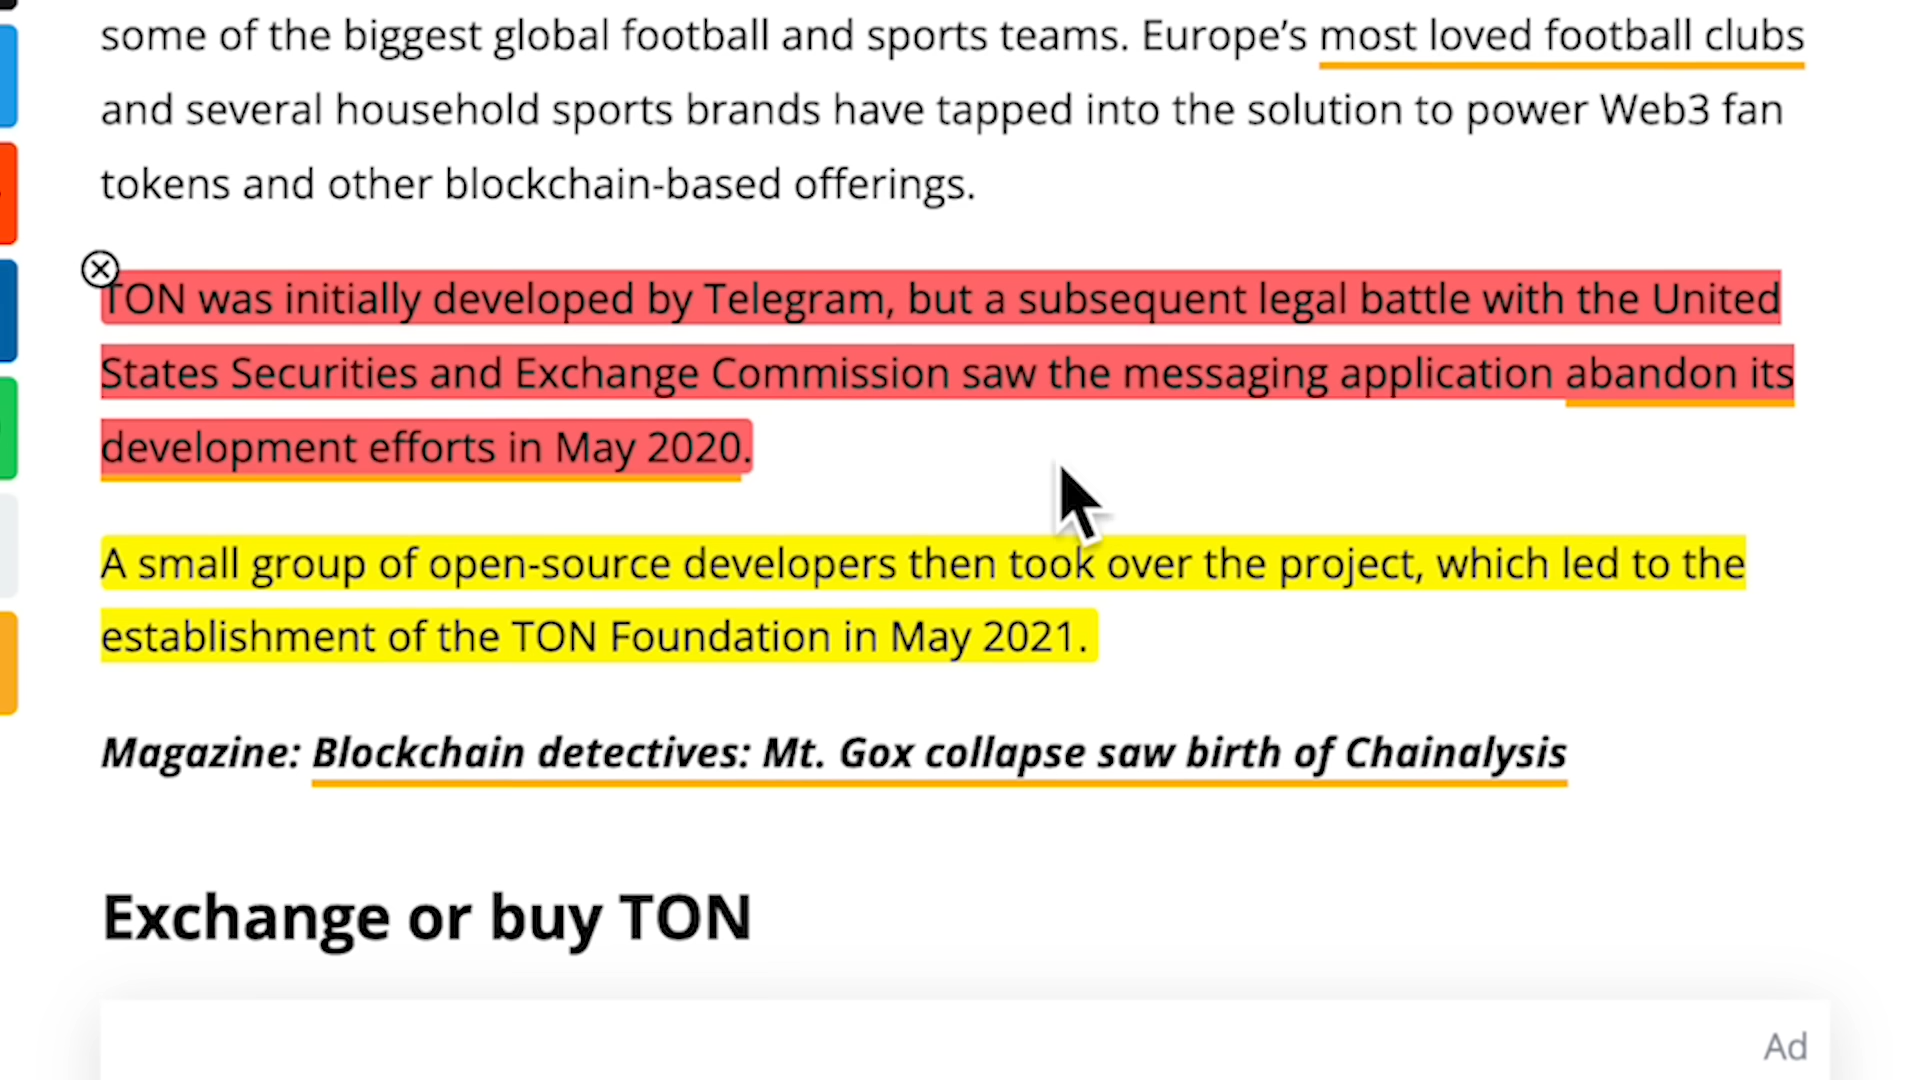 some of the biggest global football and sports teams. Europe’s most loved football clubs
and several household sports brands have tapped into the solution to power Web3 fan
tokens and other blockchain-based offerings.
TON was initially developed by Telegram, but a subsequent legal battle with the United
States Securities and Exchange Commission saw the messaging application abandon its
development efforts in May 2020.
A small group of open-source developers then took over the project, which led to the
establishment of the TON Foundation in May 2021.
Magazine: Blockchain detectives: Mt. Gox collapse saw birth of Chainalysis
Exchange or buy TON
Ad